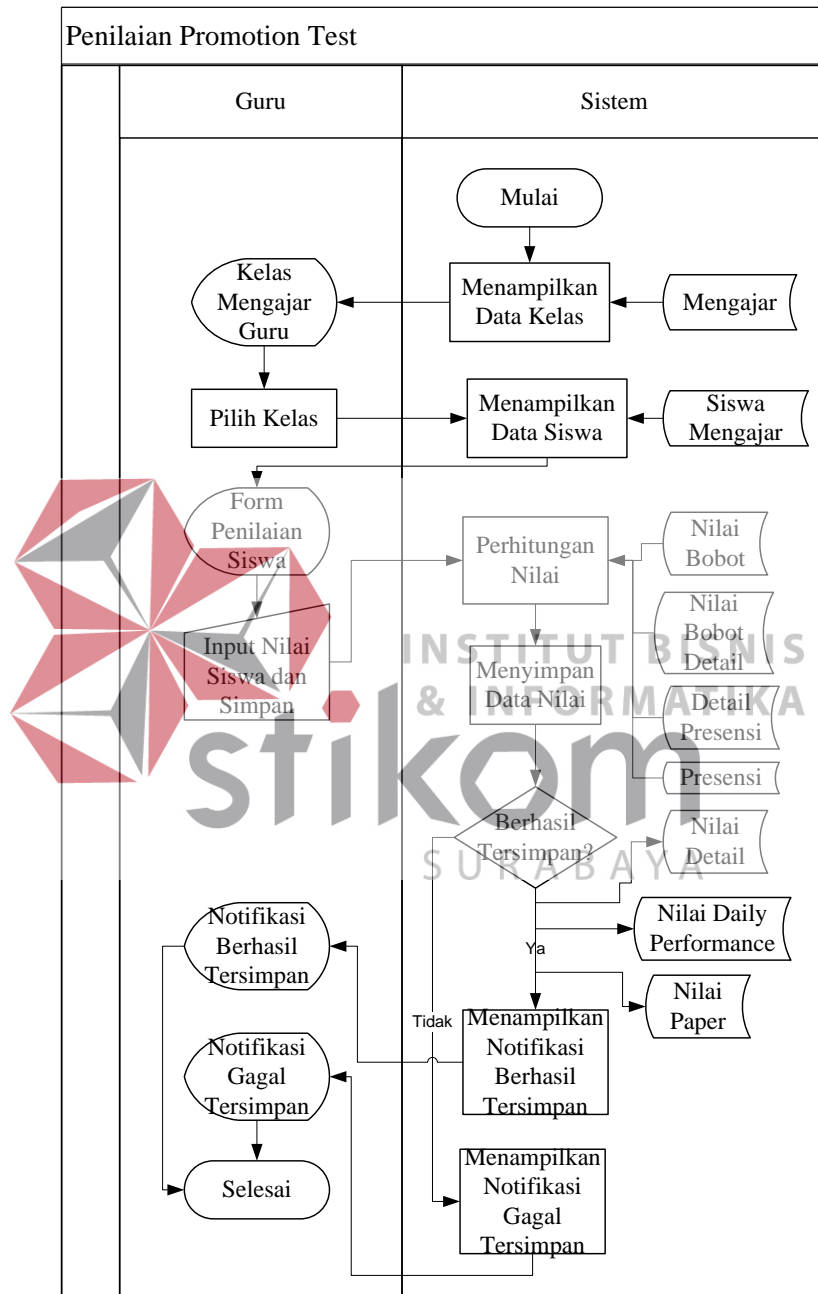 Penilaian Promotion Test
Guru
Sistem
Mulai
Kelas
Mengajar
Guru
Menampilkan
Data Kelas
Mengajar
Pilih Kelas
Menampilkan
Data Siswa
Siswa
Mengajar
Form
Penilaian
Siswa
Perhitungan
Nilai
Nilai
Bobot
Nilai
Bobot
Detail
Input Nilai
Siswa dan
Simpan
Menyimpan
Data Nilai
Detail
Presensi
Presensi
INSTITUT BISNIS
& INFORMATIKA
stikom
SURABAYA
Berhasil
Tersimpan?
Nilai
Detail
Nilai Daily
Performance
Ya
Nilai
Paper
Notifikasi
Berhasil
Tersimpan
Tidak
Menampilkan
Notifikasi
Berhasil
Tersimpan
Notifikasi
Gagal
Tersimpan
Selesai
Menampilkan
Notifikasi
Gagal
Tersimpan